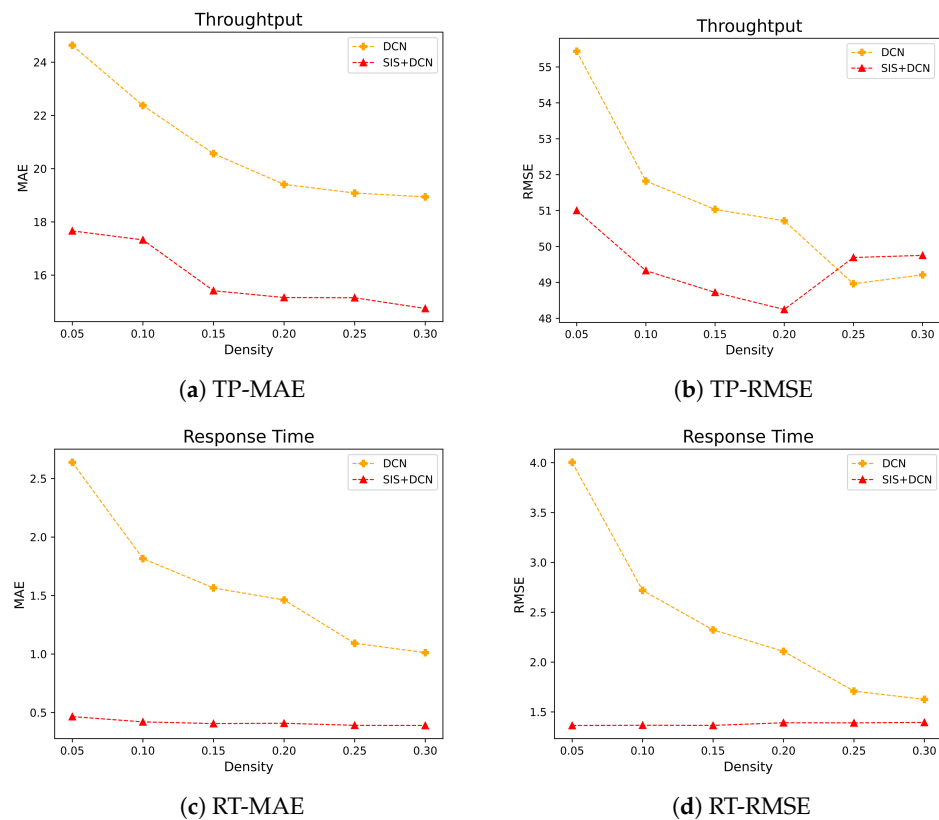 Throughtput
24
22
20
18
16
MAE
DCN
SIS+DCN
0.05 0.10 0.15 0.20 0.25 0.30
Density
(a) TP-MAE
Throughtput
55
54
53
52
51
50
49
48
RMSE
DCN
SIS+DCN
0.05 0.10 0.15 0.20 0.25 0.30
Density
(b) TP-RMSE
Response Time
2.5
2.0
1.5
1.0
0.5
MAE
DCN
SIS+DCN
0.05 0.10 0.15 0.20 0.25 0.30
Density
(c) RT-MAE
Response Time
4.0
3.5
3.0
2.5
2.0
1.5
RMSE
DCN
SIS+DCN
0.05 0.10 0.15 0.20 0.25 0.30
Density
(d) RT-RMSE